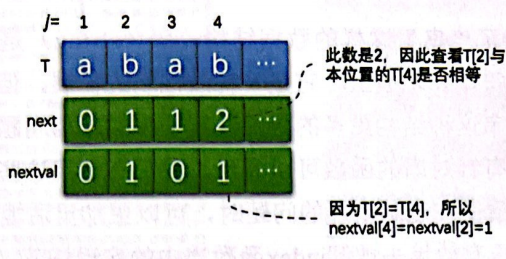 j= 1 2 3 4
T a b a b …
此数是2，因此查看T[2]与
本位置的T[4]是否相等
next 0 1 1 2 …
nextval 0 1 0 1 …
因为T[2]=T[4]，所以
nextval[4]=nextval[2]=1